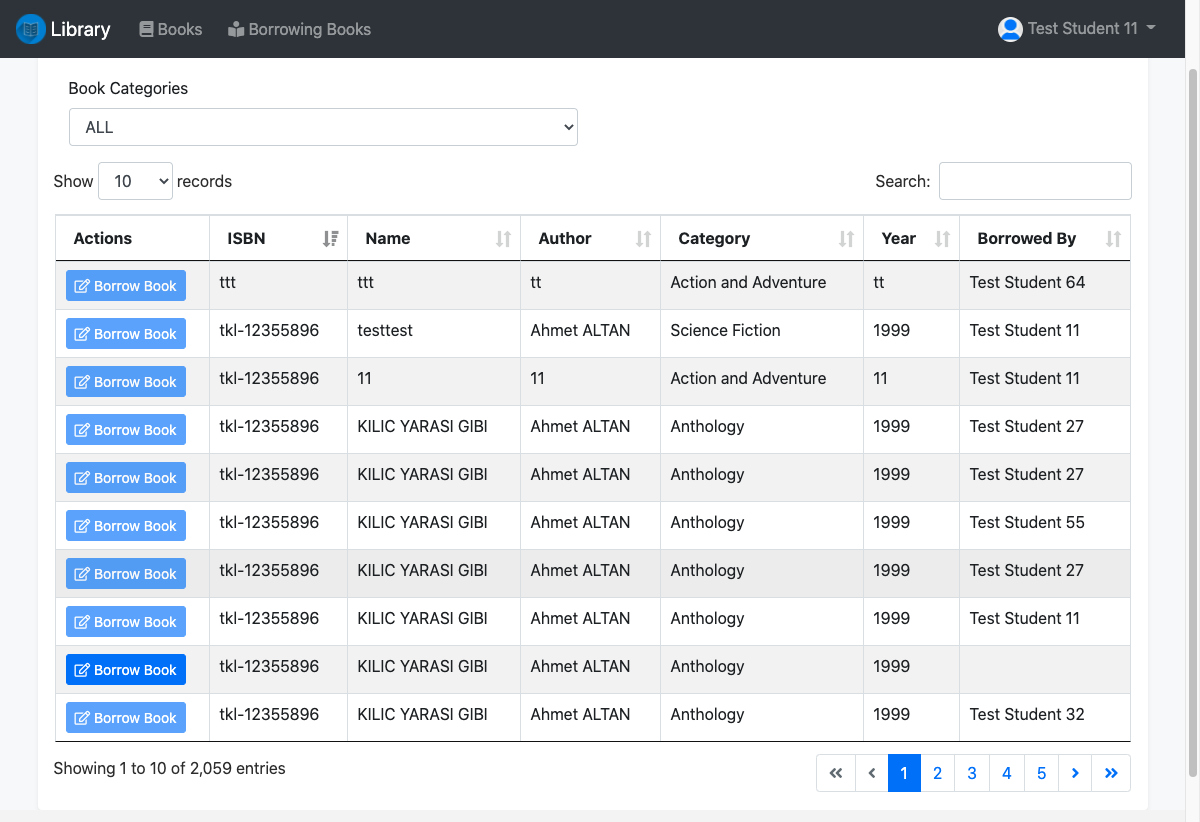 Library Books Borrowing Books Test Student 11
Book Categories
ALL
Show 10 records Search:
Actions ISBN Name Author Category Year Borrowed By
Borrow Book ttt ttt tt Action and Adventure tt Test Student 64
Borrow Book tkl-12355896 testtest Ahmet ALTAN Science Fiction 1999 Test Student 11
Borrow Book tkl-12355896 11 11 Action and Adventure 11 Test Student 11
Borrow Book tkl-12355896 KILIC YARASI GIBI Ahmet ALTAN Anthology 1999 Test Student 27
Borrow Book tkl-12355896 KILIC YARASI GIBI Ahmet ALTAN Anthology 1999 Test Student 27
Borrow Book tkl-12355896 KILIC YARASI GIBI Ahmet ALTAN Anthology 1999 Test Student 55
Borrow Book tkl-12355896 KILIC YARASI GIBI Ahmet ALTAN Anthology 1999 Test Student 27
Borrow Book tkl-12355896 KILIC YARASI GIBI Ahmet ALTAN Anthology 1999 Test Student 11
Borrow Book tkl-12355896 KILIC YARASI GIBI Ahmet ALTAN Anthology 1999
Borrow Book tkl-12355896 KILIC YARASI GIBI Ahmet ALTAN Anthology 1999 Test Student 32
Showing 1 to 10 of 2,059 entries « ‹ 1 2 3 4 5 › »